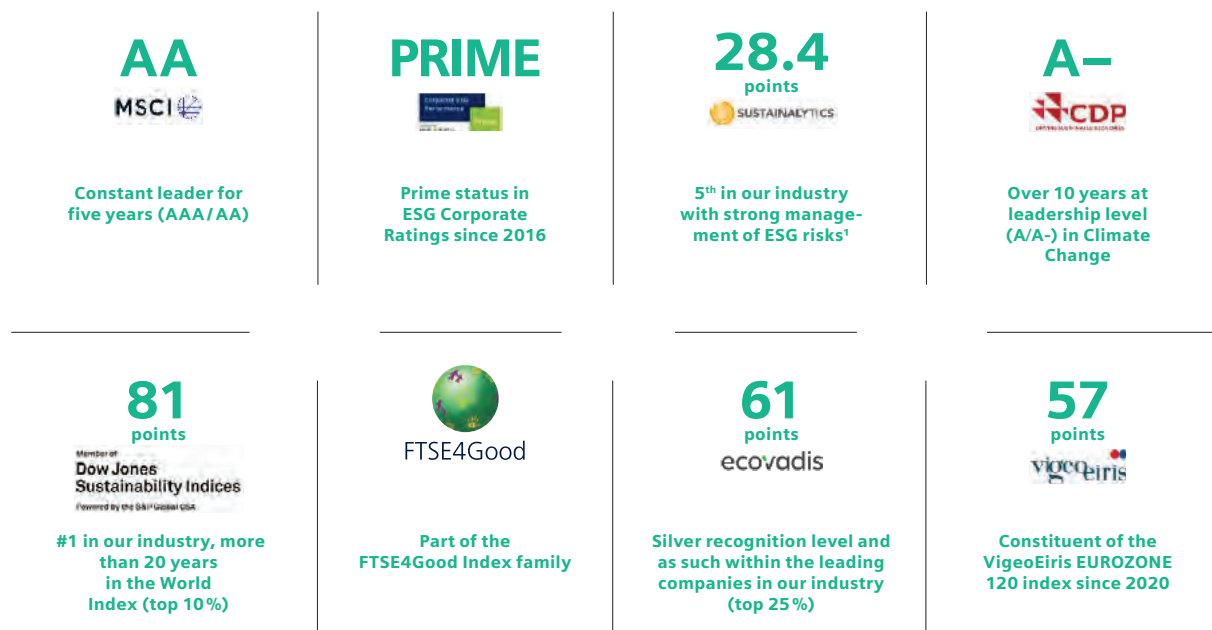 AA
MSCI
Constant leader for
five years (AAA/AA)
PRIME
Corporate ESG
Performance
Prime status in
ESG Corporate
Ratings since 2016
28.4
points
SUSTAINALYTICS
5th in our industry
with strong manage-
ment of ESG risks¹
A–
CDP
Over 10 years at
leadership level
(A/A-) in Climate
Change
81
points
Member of
Dow Jones
Sustainability Indices
Powered by the S&P Global CSA
#1 in our industry, more
than 20 years
in the World
Index (top 10%)
FTSE4Good
Part of the
FTSE4Good Index family
61
points
ecovadis
Silver recognition level and
as such within the leading
companies in our industry
(top 25%)
57
points
vigeoeiris
Constituent of the
VigeoEiris EUROZONE
120 index since 2020